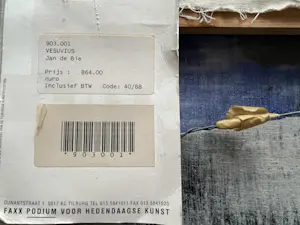 903.001
VESUVIUS
Jan de Bie
Prijs : 864.00
euro
Inclusief BTW Code: 40/88
*903001*
FAXX PODIUM VOOR HEDENDAAGSE KUNST